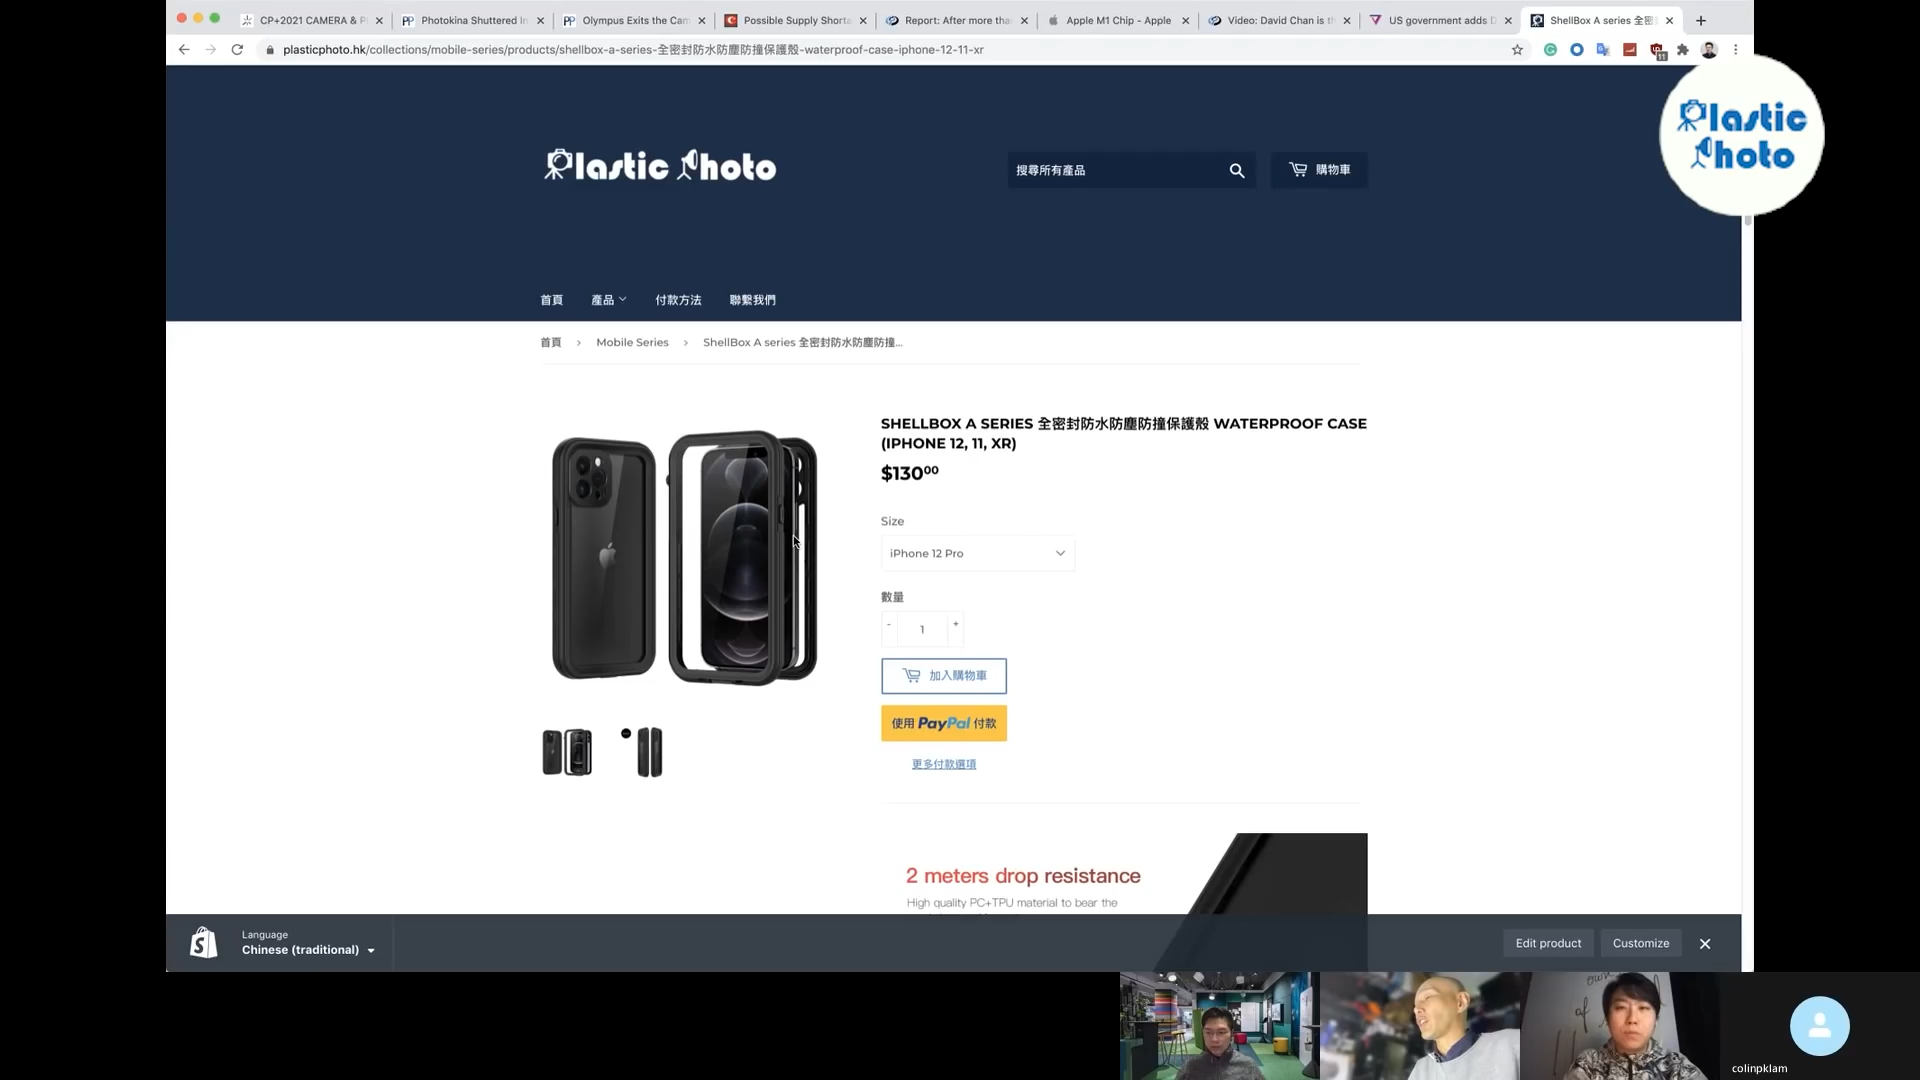 CP+2021 CAMERA & P
Photokina Shuttered In
Olympus Exits the Cam
Possible Supply Shorta
Report: After more tha
Apple M1 Chip - Apple
Video: David Chan is th
US government adds D
ShellBox A series 全密
plasticphoto.hk/collections/mobile-series/products/shellbox-a-series-全密封防水防塵防撞保護殼-waterproof-case-iphone-12-11-xr
Plastic Photo
搜尋所有產品
購物車
Plastic
Photo
首頁
產品
付款方法
聯繫我們
首頁 › Mobile Series › ShellBox A series 全密封防水防塵防撞...
SHELLBOX A SERIES 全密封防水防塵防撞保護殼 WATERPROOF CASE
(IPHONE 12, 11, XR)
$130.00
Size
iPhone 12 Pro
數量
- 1 +
加入購物車
使用 PayPal 付款
更多付款選項
2 meters drop resistance
High quality PC+TPU material to bear the
Language
Chinese (traditional)
Edit product
Customize
colinpklam